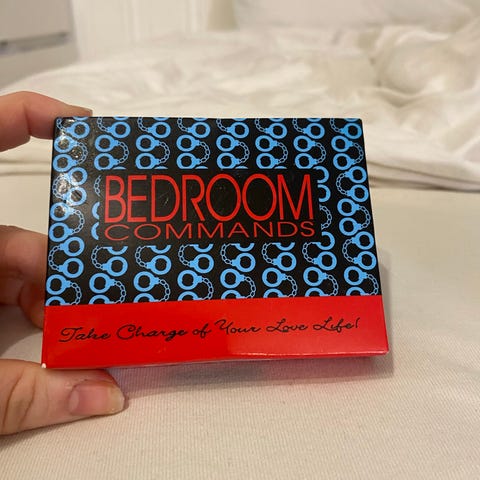 BEDROOM
COMMANDS
Take Charge of Your Love Life!